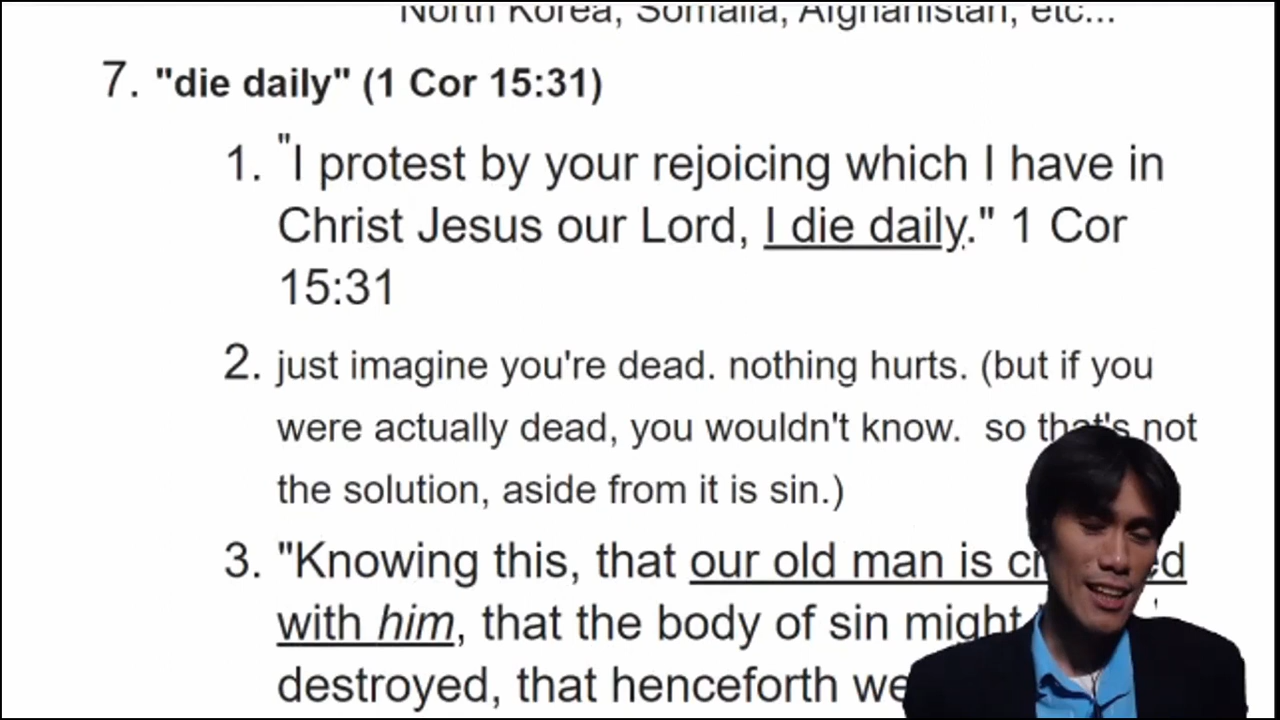 North Korea, Somalia, Afghanistan, etc...
7. "die daily" (1 Cor 15:31)
1. "I protest by your rejoicing which I have in
Christ Jesus our Lord, I die daily." 1 Cor
15:31
2. just imagine you're dead. nothing hurts. (but if you
were actually dead, you wouldn't know.  so that's not
the solution, aside from it is sin.)
3. "Knowing this, that our old man is
with him, that the body of sin might
destroyed, that henceforth we